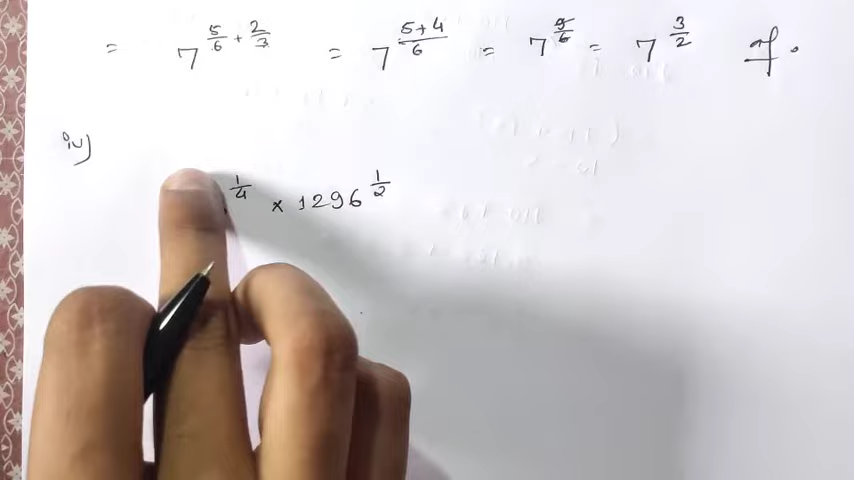 = 7^{5/6 + 2/3} = 7^{(5+4)/6} = 7^{9/6} = 7^{3/2}
iv)
^{1/4} × 1296^{1/2}